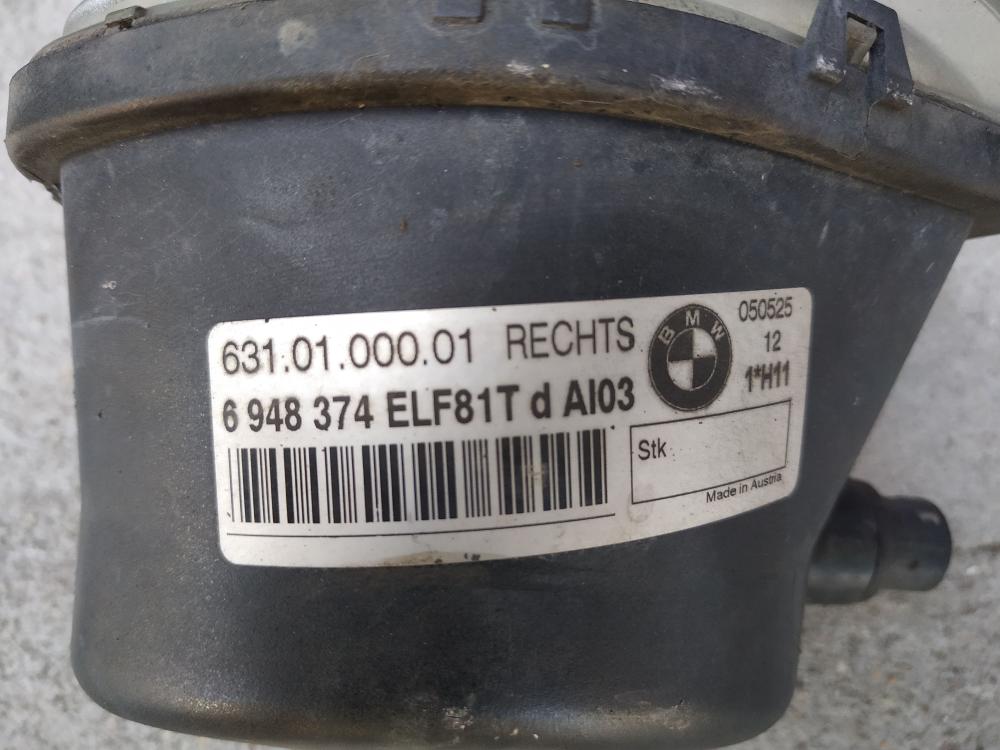 631.01.000.01 RECHTS
6 948 374 ELF81T d AI03
BMW
050525
12
1*H11
Stk
Made in Austria